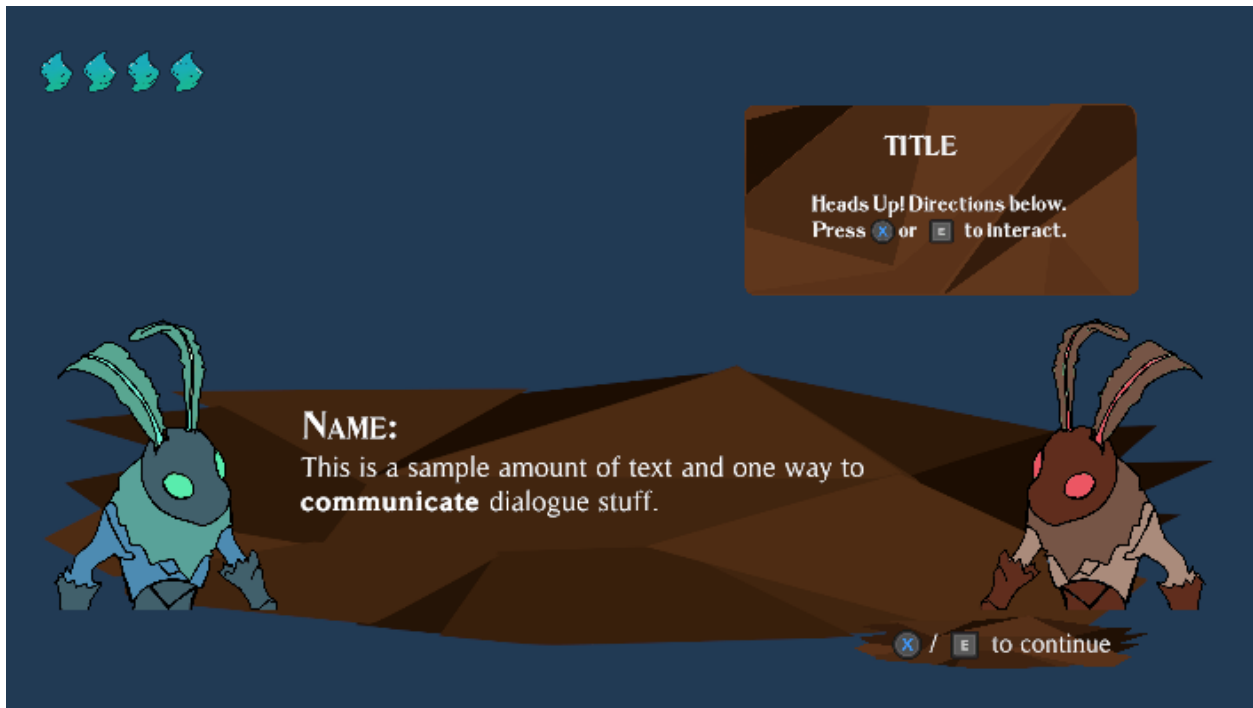 TITLE
Heads Up! Directions below.
Press X or E to interact.
NAME:
This is a sample amount of text and one way to
communicate dialogue stuff.
X / E to continue